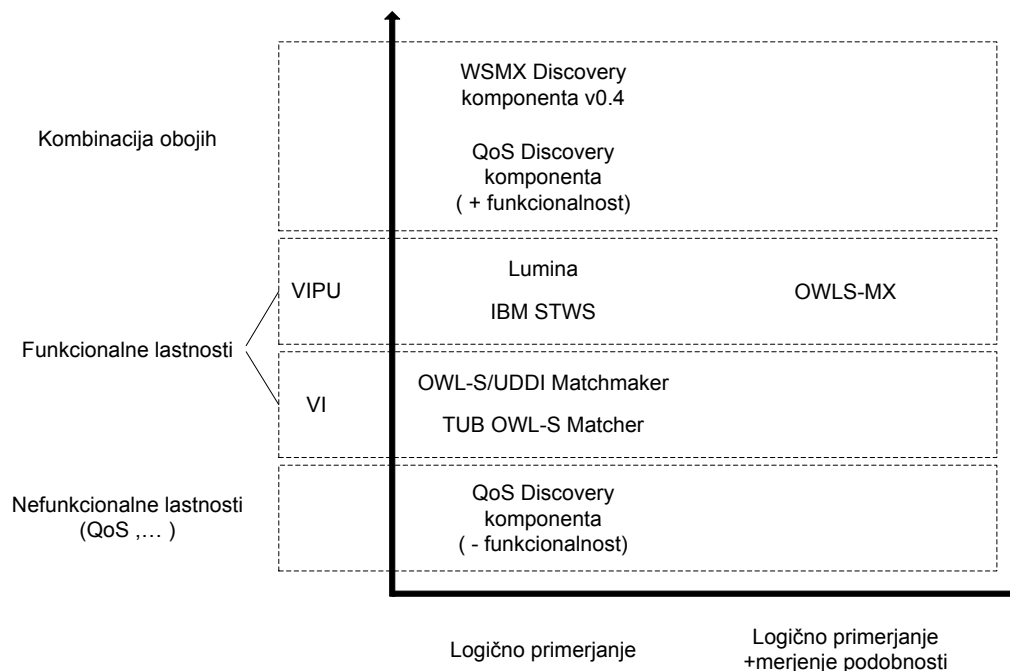 WSMX Discovery
komponenta v0.4
Kombinacija obojih
QoS Discovery
komponenta
( + funkcionalnost)
VIPU
Lumina
IBM STWS
OWLS-MX
Funkcionalne lastnosti
VI
OWL-S/UDDI Matchmaker
TUB OWL-S Matcher
Nefunkcionalne lastnosti
(QoS ,... )
QoS Discovery
komponenta
( - funkcionalnost)
Logično primerjanje
Logično primerjanje
+merjenje podobnosti